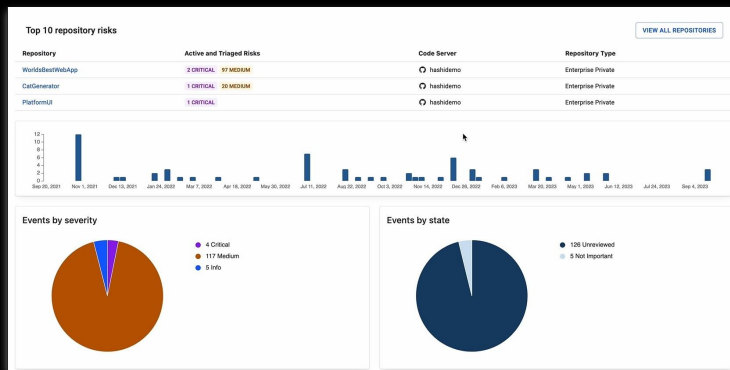 Top 10 repository risks
VIEW ALL REPOSITORIES
Repository Active and Triaged Risks Code Server Repository Type
WorldsBestWebApp 2 CRITICAL 97 MEDIUM hashidemo Enterprise Private
CatGenerator 1 CRITICAL 20 MEDIUM hashidemo Enterprise Private
PlatformUI 1 CRITICAL hashidemo Enterprise Private
12
10
8
6
4
2
0
Sep 20, 2021 Nov 1, 2021 Dec 13, 2021 Jan 24, 2022 Mar 7, 2022 Apr 18, 2022 May 30, 2022 Jul 11, 2022 Aug 22, 2022 Oct 3, 2022 Nov 14, 2022 Dec 26, 2022 Feb 6, 2023 Mar 20, 2023 May 1, 2023 Jun 12, 2023 Jul 24, 2023 Sep 4, 2023
Events by severity
4 Critical
117 Medium
5 Info
Events by state
126 Unreviewed
5 Not Important